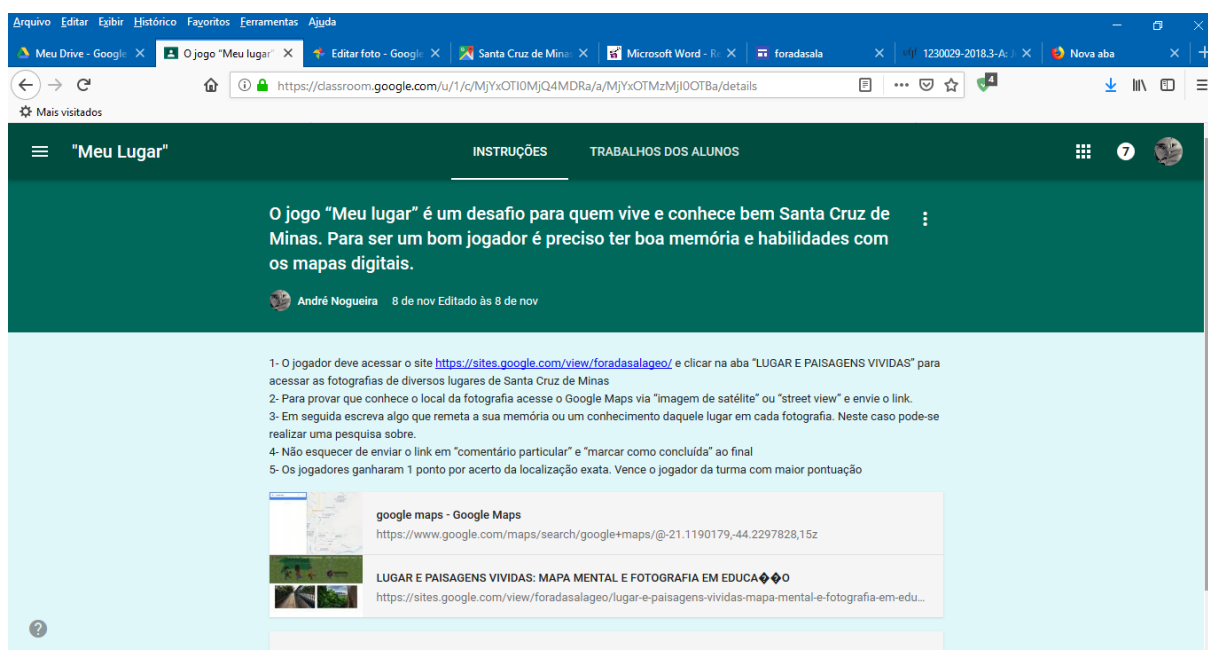 Arquivo Editar Exibir Histórico Favoritos Ferramentas Ajuda
Meu Drive - Google
O jogo "Meu lugar"
Editar foto - Google
Santa Cruz de Minas
Microsoft Word - Re
foradasala
1230029-2018.3-A:
Nova aba
https://classroom.google.com/u/1/c/MjYxOTI0MjQ4MDRa/a/MjYxOTMzMjI0OTBa/details
4
Mais visitados
"Meu Lugar"
INSTRUÇÕES
TRABALHOS DOS ALUNOS
7
O jogo “Meu lugar” é um desafio para quem vive e conhece bem Santa Cruz de
Minas. Para ser um bom jogador é preciso ter boa memória e habilidades com
os mapas digitais.
André Nogueira 8 de nov Editado às 8 de nov
1- O jogador deve acessar o site https://sites.google.com/view/foradasalageo/ e clicar na aba “LUGAR E PAISAGENS VIVIDAS” para
acessar as fotografias de diversos lugares de Santa Cruz de Minas
2- Para provar que conhece o local da fotografia acesse o Google Maps via “imagem de satélite” ou “street view” e envie o link.
3- Em seguida escreva algo que remeta a sua memória ou um conhecimento daquele lugar em cada fotografia. Neste caso pode-se
realizar uma pesquisa sobre.
4- Não esquecer de enviar o link em “comentário particular” e “marcar como concluída” ao final
5- Os jogadores ganharam 1 ponto por acerto da localização exata. Vence o jogador da turma com maior pontuação
google maps - Google Maps
https://www.google.com/maps/search/google+maps/@-21.1190179,-44.2297828,15z
LUGAR E PAISAGENS VIVIDAS: MAPA MENTAL E FOTOGRAFIA EM EDUCA��O
https://sites.google.com/view/foradasalageo/lugar-e-paisagens-vividas-mapa-mental-e-fotografia-em-edu...